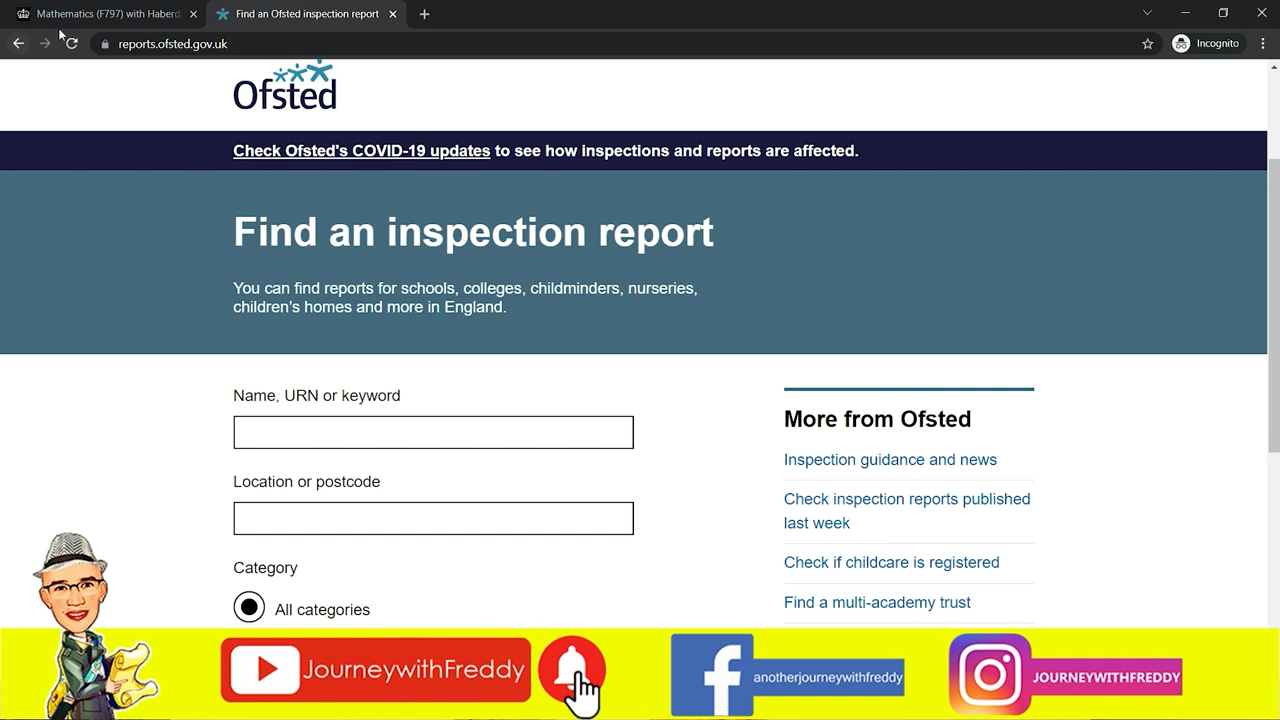 Mathematics (F797) with Haberd
Find an Ofsted inspection report
reports.ofsted.gov.uk
Incognito
Ofsted
Check Ofsted's COVID-19 updates to see how inspections and reports are affected.
Find an inspection report
You can find reports for schools, colleges, childminders, nurseries,
children's homes and more in England.
Name, URN or keyword
Location or postcode
Category
All categories
More from Ofsted
Inspection guidance and news
Check inspection reports published
last week
Check if childcare is registered
Find a multi-academy trust
JourneywithFreddy
anotherjourneywithfreddy
JOURNEYWITHFREDDY